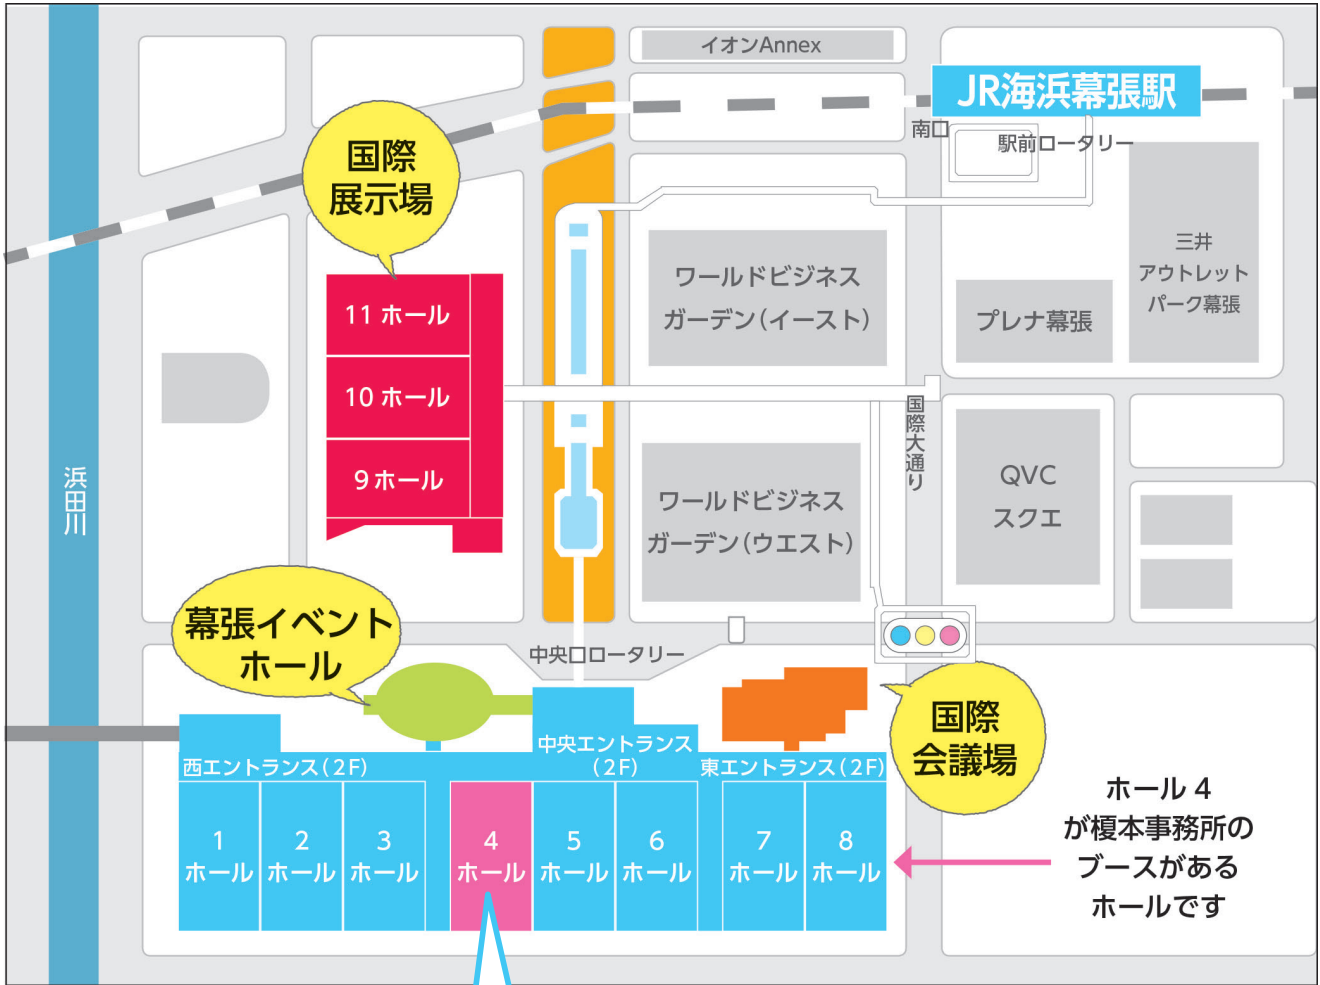 イオンAnnex
JR海浜幕張駅
南口
駅前ロータリー
国際
展示場
三井
アウトレット
パーク幕張
ワールドビジネス
ガーデン(イースト)
プレナ幕張
11 ホール
10 ホール
9 ホール
国際大通り
浜田川
QVC
スクエ
ワールドビジネス
ガーデン(ウエスト)
幕張イベント
ホール
中央口ロータリー
国際
会議場
中央エントランス
(2F)
西エントランス(2F)
東エントランス(2F)
1
ホール
2
ホール
3
ホール
4
ホール
5
ホール
6
ホール
7
ホール
8
ホール
ホール 4
が榎本事務所の
ブースがある
ホールです